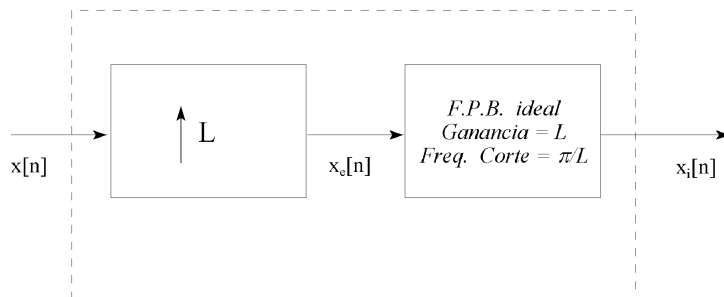 L
F.P.B. ideal
Ganancia = L
Freq. Corte = π/L
x[n]
xₑ[n]
xᵢ[n]